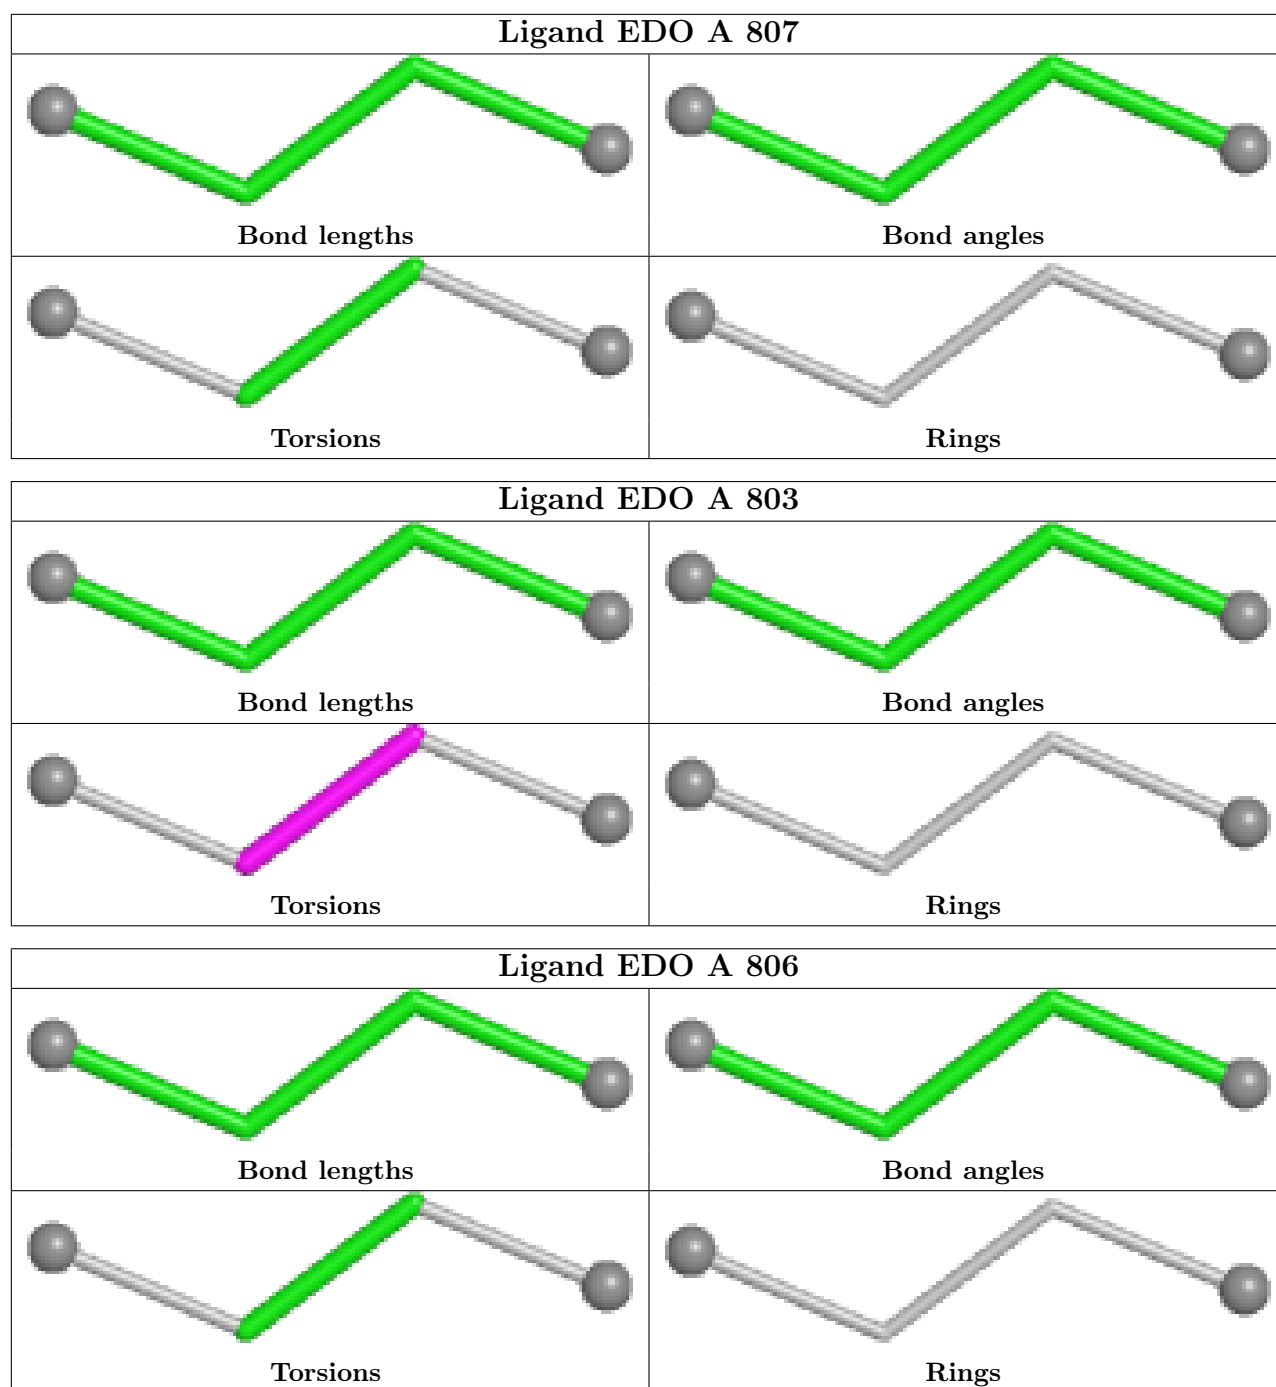 Ligand EDO A 807
Bond lengths
Bond angles
Torsions
Rings
Ligand EDO A 803
Bond lengths
Bond angles
Torsions
Rings
Ligand EDO A 806
Bond lengths
Bond angles
Torsions
Rings